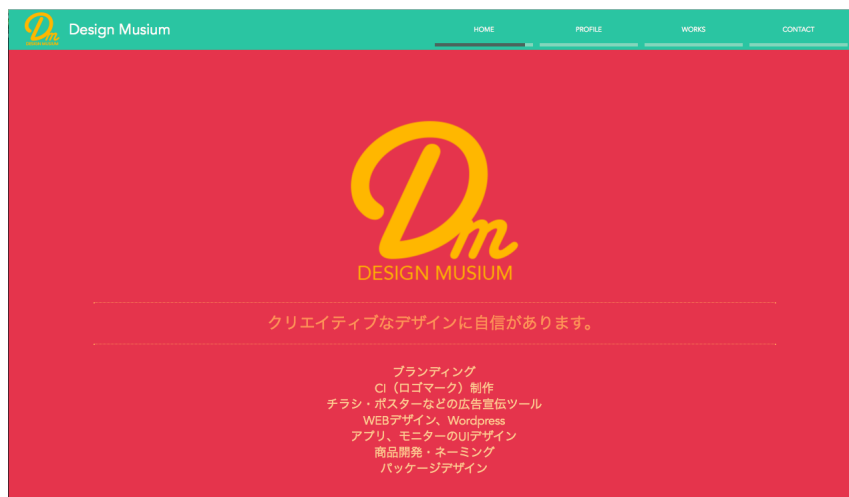 Dm
DESIGN MUSIUM
Design Musium
HOME
PROFILE
WORKS
CONTACT
Dm
DESIGN MUSIUM
クリエイティブなデザインに自信があります。
ブランディング
CI（ロゴマーク）制作
チラシ・ポスターなどの広告宣伝ツール
WEBデザイン、Wordpress
アプリ、モニターのUIデザイン
商品開発・ネーミング
パッケージデザイン